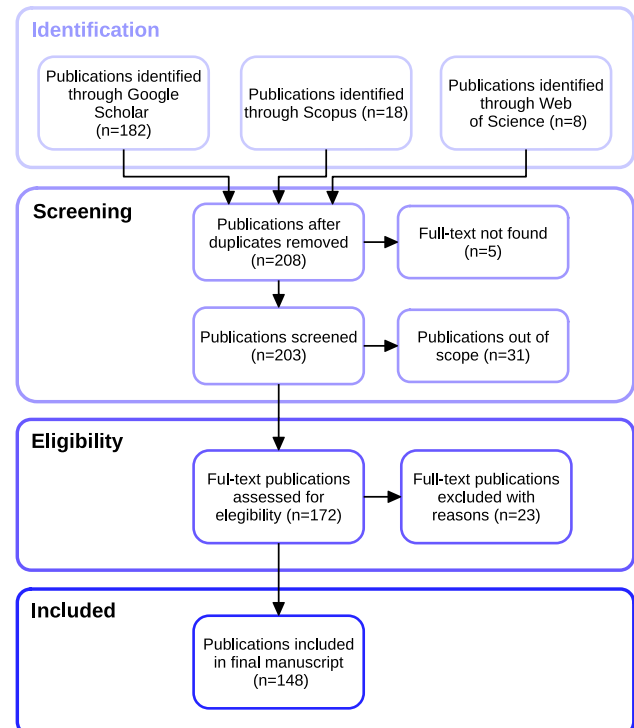 Identification
Publications identified
through Google
Scholar
(n=182)
Publications identified
through Scopus (n=18)
Publications identified
through Web
of Science (n=8)
Screening
Publications after
duplicates removed
(n=208)
Full-text not found
(n=5)
Publications screened
(n=203)
Publications out of
scope (n=31)
Eligibility
Ful-text publications
assessed for
elegibility (n=172)
Full-text publications
excluded with
reasons (n=23)
Included
Publications included
in final manuscript
(n=148)